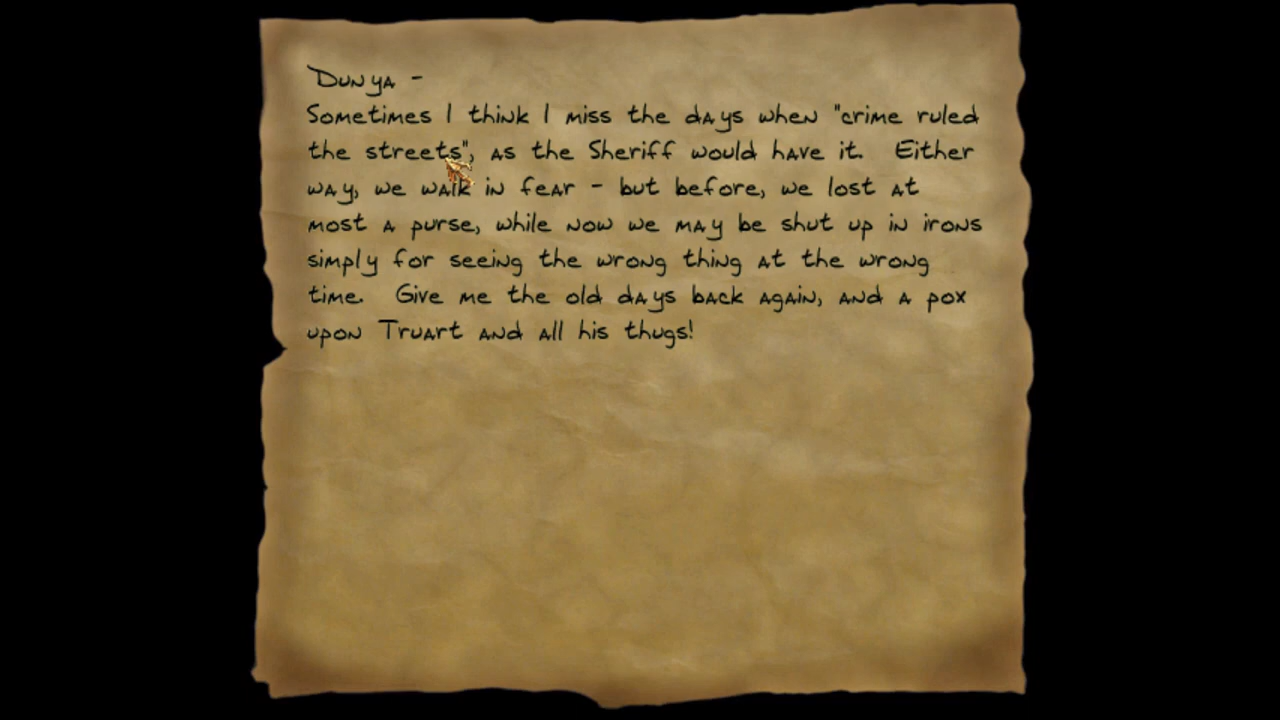 Dunya -
Sometimes I think I miss the days when "crime ruled
the streets", as the Sheriff would have it.  Either
way, we walk in fear - but before, we lost at
most a purse, while now we may be shut up in irons
simply for seeing the wrong thing at the wrong
time.  Give me the old days back again, and a pox
upon Truart and all his thugs!